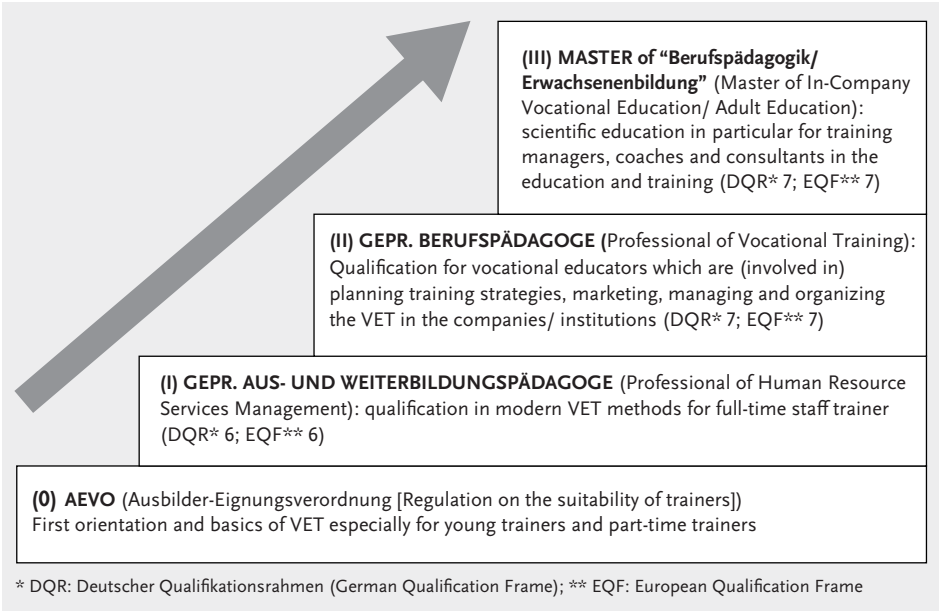 (III) MASTER of “Berufspädagogik/
Erwachsenenbildung” (Master of In-Company
Vocational Education/ Adult Education):
scientific education in particular for training
managers, coaches and consultants in the
education and training (DQR* 7; EQF** 7)
(II) GEPR. BERUFSPÄDAGOGE (Professional of Vocational Training):
Qualification for vocational educators which are (involved in)
planning training strategies, marketing, managing and organizing
the VET in the companies/ institutions (DQR* 7; EQF** 7)
(I) GEPR. AUS- UND WEITERBILDUNGSPÄDAGOGE (Professional of Human Resource
Services Management): qualification in modern VET methods for full-time staff trainer
(DQR* 6; EQF** 6)
(0) AEVO (Ausbilder-Eignungsverordnung [Regulation on the suitability of trainers])
First orientation and basics of VET especially for young trainers and part-time trainers
* DQR: Deutscher Qualifikationsrahmen (German Qualification Frame); ** EQF: European Qualification Frame